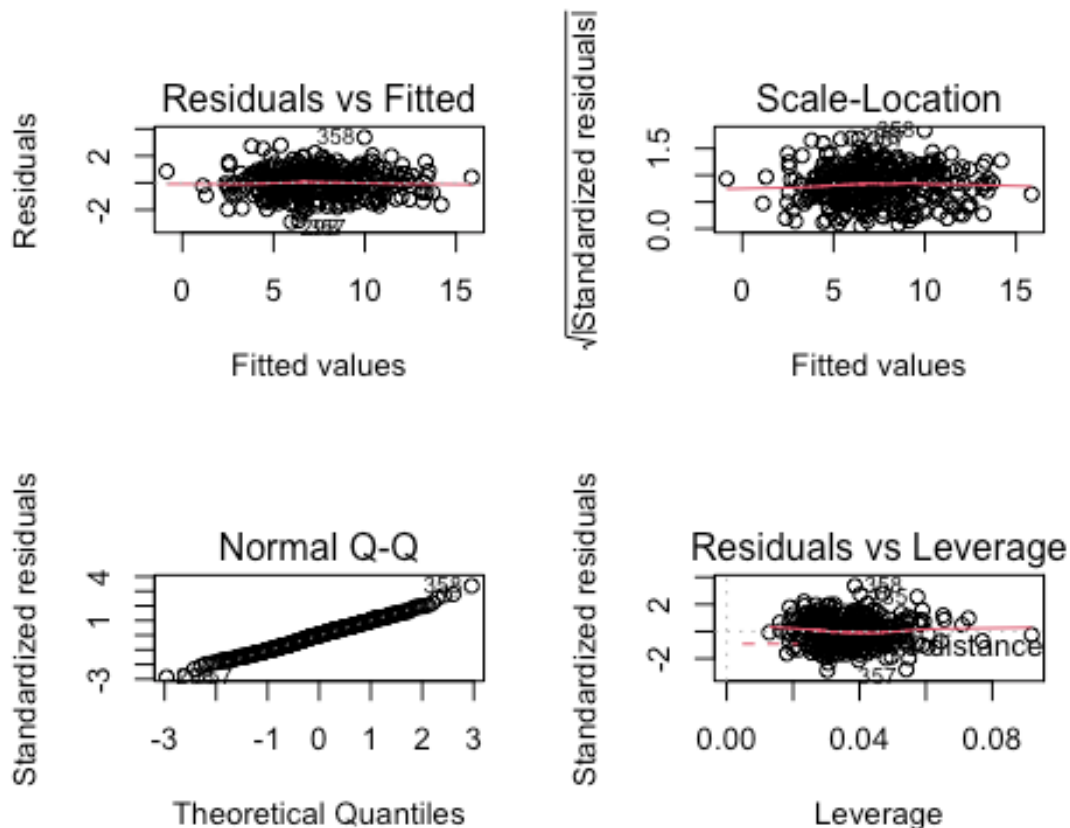 Residuals vs Fitted
Residuals
358
2
-2
0
5
10
15
Fitted values
Scale-Location
√|Standardized residuals|
358
1.5
0.0
0
5
10
15
Fitted values
Normal Q-Q
Standardized residuals
358
4
1
-3
-3
-1
0
1
2
3
Theoretical Quantiles
Residuals vs Leverage
Standardized residuals
358
2
-2
distance
357
0.00
0.04
0.08
Leverage